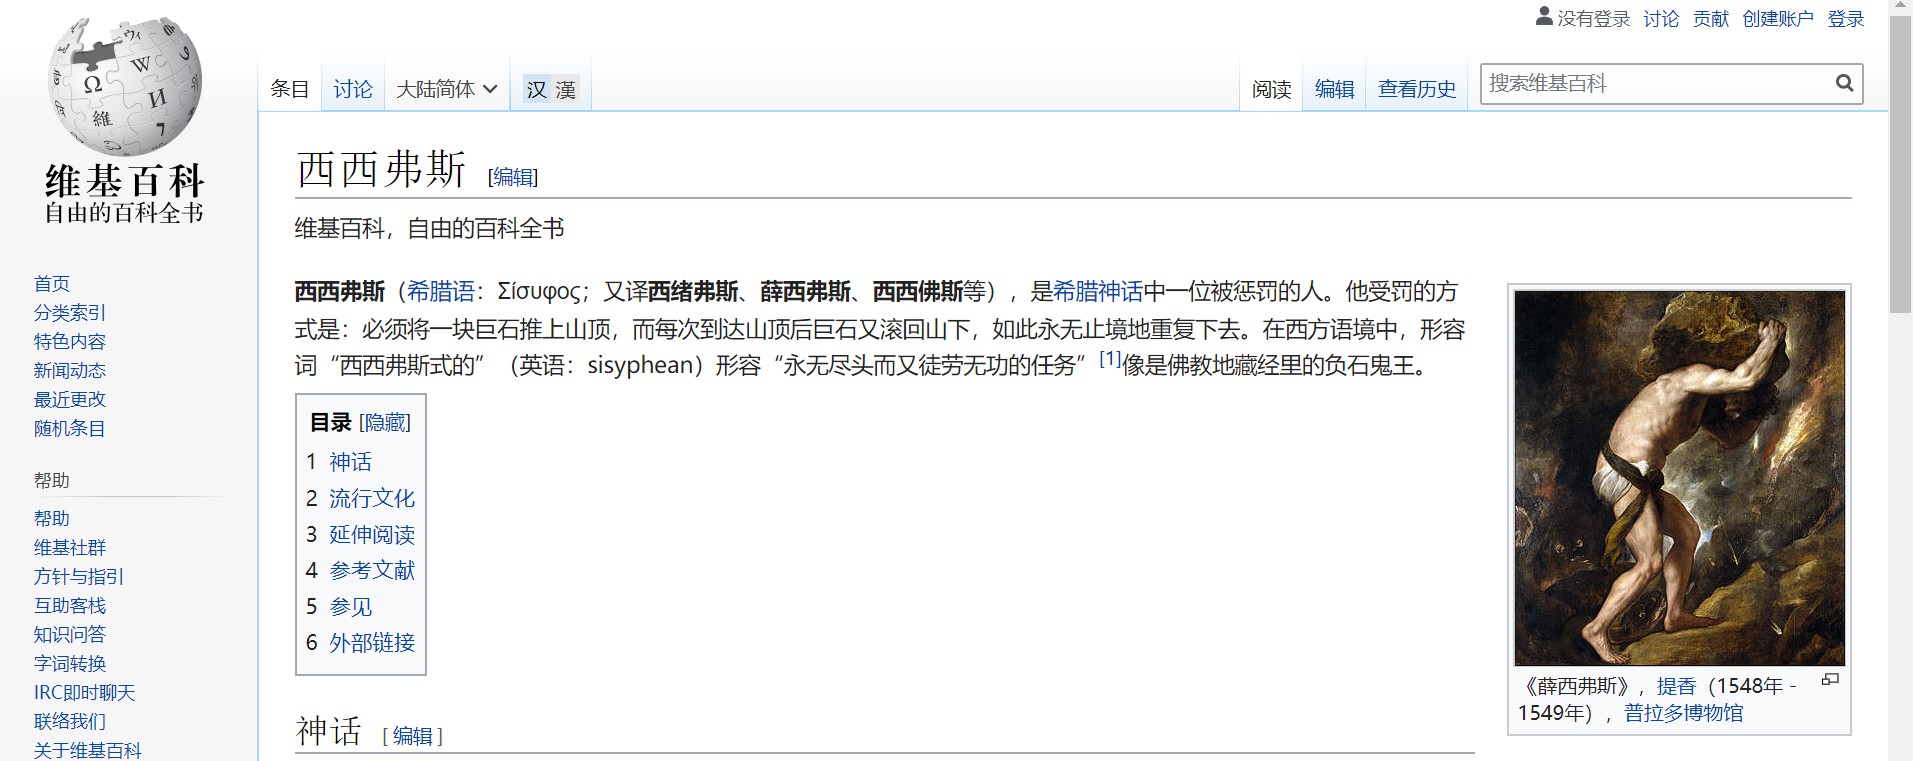 没有登录 讨论 贡献 创建账户 登录
条目 讨论 大陆简体 汉 漢 阅读 编辑 查看历史 搜索维基百科
Ω W И 維 ウィ 7
维基百科
自由的百科全书
首页
分类索引
特色内容
新闻动态
最近更改
随机条目
帮助
帮助
维基社群
方针与指引
互助客栈
知识问答
字词转换
IRC即时聊天
联络我们
关于维基百科
西西弗斯 [编辑]
维基百科，自由的百科全书
西西弗斯（希腊语：Σίσυφος；又译西绪弗斯、薛西弗斯、西西佛斯等），是希腊神话中一位被惩罚的人。他受罚的方
式是：必须将一块巨石推上山顶，而每次到达山顶后巨石又滚回山下，如此永无止境地重复下去。在西方语境中，形容
词“西西弗斯式的”（英语：sisyphean）形容“永无尽头而又徒劳无功的任务”[1]像是佛教地藏经里的负石鬼王。
目录 [隐藏]
1 神话
2 流行文化
3 延伸阅读
4 参考文献
5 参见
6 外部链接
神话 [ 编辑 ]
《薛西弗斯》，提香（1548年 -
1549年），普拉多博物馆